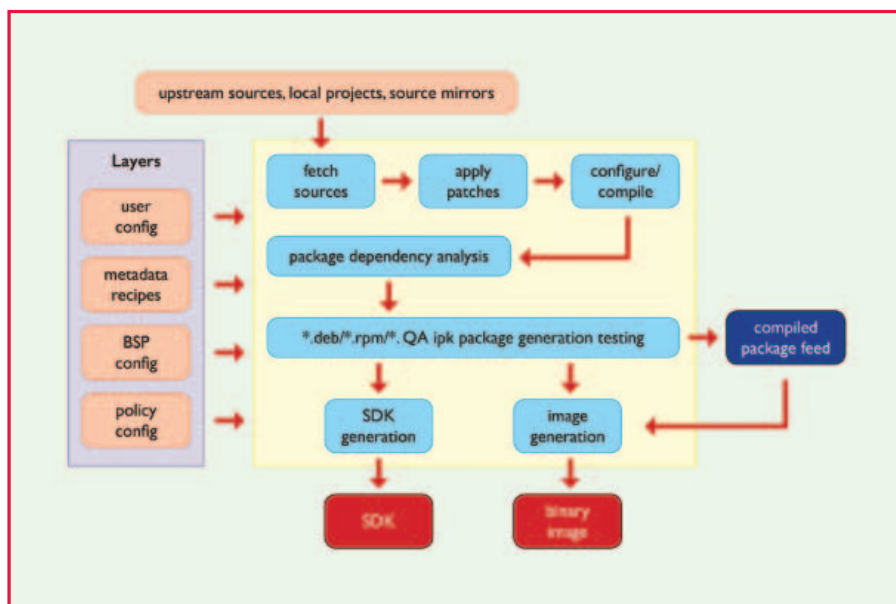 upstream sources, local projects, source mirrors
Layers
user
config
metadata
recipes
BSP
config
policy
config
fetch
sources
apply
patches
configure/
compile
package dependency analysis
*.deb/*.rpm/*. QA ipk package generation testing
compiled
package feed
SDK
generation
image
generation
SDK
binary
image